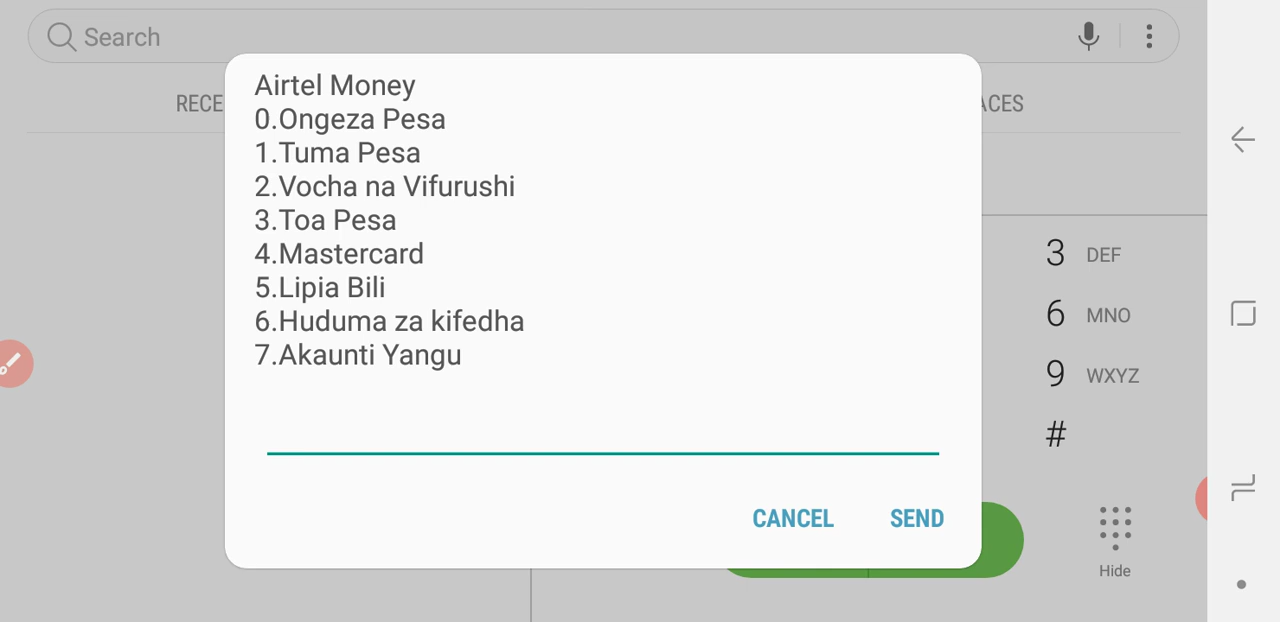 Search
RECE
ACES
Airtel Money
0.Ongeza Pesa
1.Tuma Pesa
2.Vocha na Vifurushi
3.Toa Pesa
4.Mastercard
5.Lipia Bili
6.Huduma za kifedha
7.Akaunti Yangu
CANCEL SEND
3 DEF
6 MNO
9 WXYZ
#
Hide